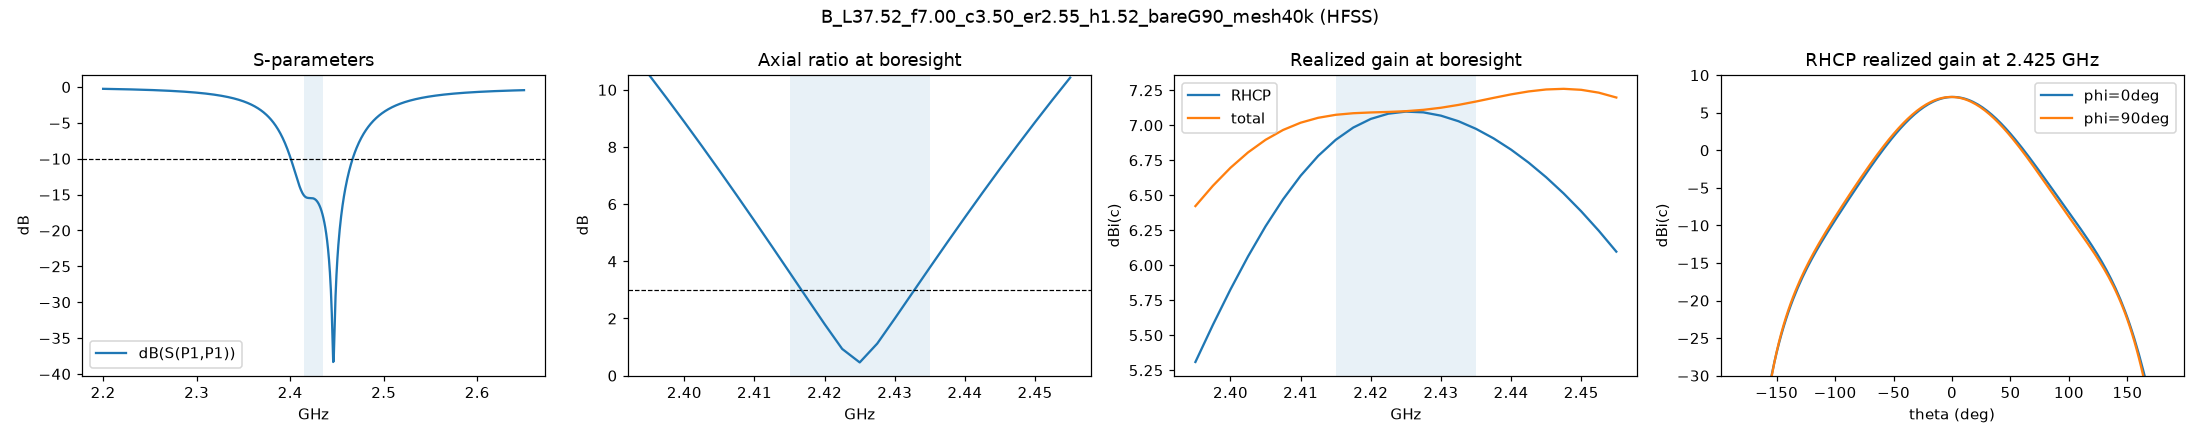 B_L37.52_f7.00_c3.50_er2.55_h1.52_bareG90_mesh40k (HFSS)
S-parameters
dB
0
−5
−10
−15
−20
−25
−30
−35
−40
dB(S(P1,P1))
2.2 2.3 2.4 2.5 2.6
GHz
Axial ratio at boresight
dB
10
8
6
4
2
0
2.40 2.41 2.42 2.43 2.44 2.45
GHz
Realized gain at boresight
dBi(c)
7.25
7.00
6.75
6.50
6.25
6.00
5.75
5.50
5.25
RHCP
total
2.40 2.41 2.42 2.43 2.44 2.45
GHz
RHCP realized gain at 2.425 GHz
dBi(c)
10
5
0
−5
−10
−15
−20
−25
−30
phi=0deg
phi=90deg
−150 −100 −50 0 50 100 150
theta (deg)